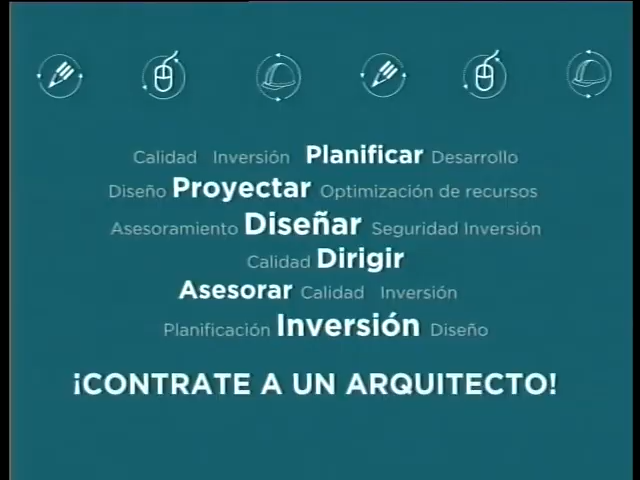 Calidad Inversión Planificar Desarrollo
Diseño Proyectar Optimización de recursos
Asesoramiento Diseñar Seguridad Inversión
Calidad Dirigir
Asesorar Calidad Inversión
Planificación Inversión Diseño
¡CONTRATE A UN ARQUITECTO!